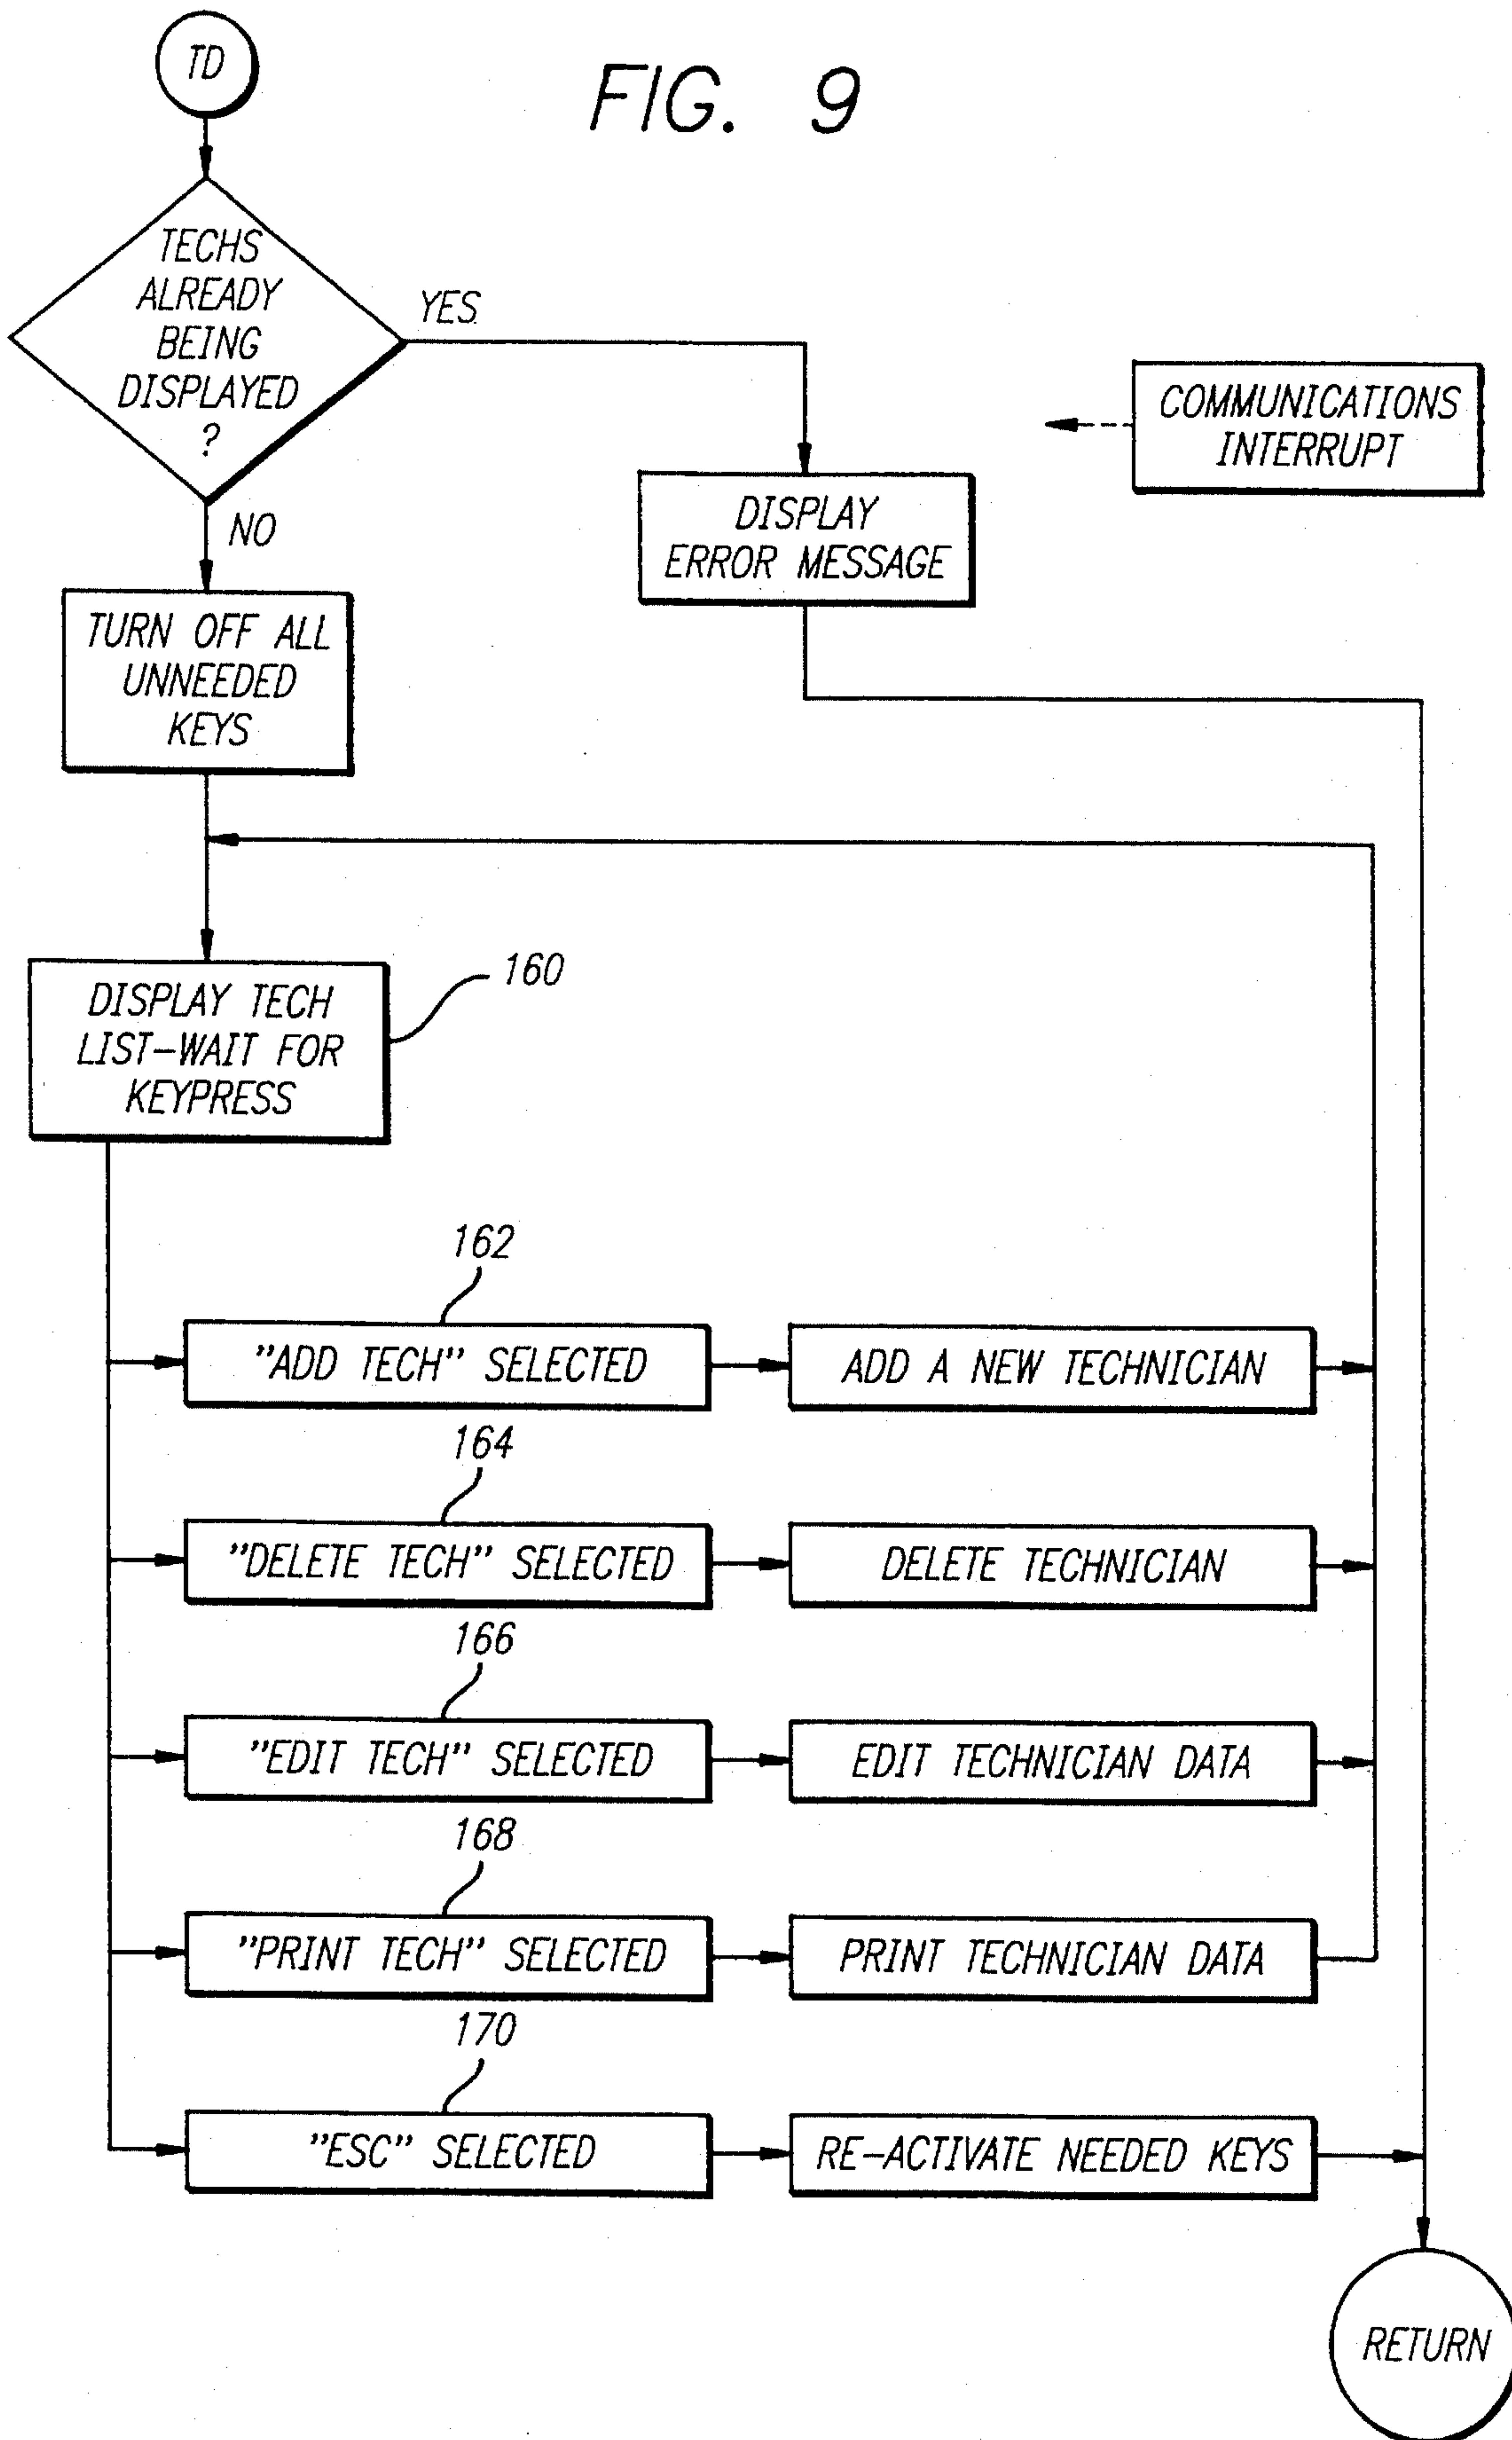 TD
FIG. 9
TECHS
ALREADY
BEING
DISPLAYED
?
YES
NO
COMMUNICATIONS
INTERRUPT
DISPLAY
ERROR MESSAGE
TURN OFF ALL
UNNEEDED
KEYS
DISPLAY TECH
LIST-WAIT FOR
KEYPRESS
160
162
"ADD TECH" SELECTED
ADD A NEW TECHNICIAN
164
"DELETE TECH" SELECTED
DELETE TECHNICIAN
166
"EDIT TECH" SELECTED
EDIT TECHNICIAN DATA
168
"PRINT TECH" SELECTED
PRINT TECHNICIAN DATA
170
"ESC" SELECTED
RE-ACTIVATE NEEDED KEYS
RETURN